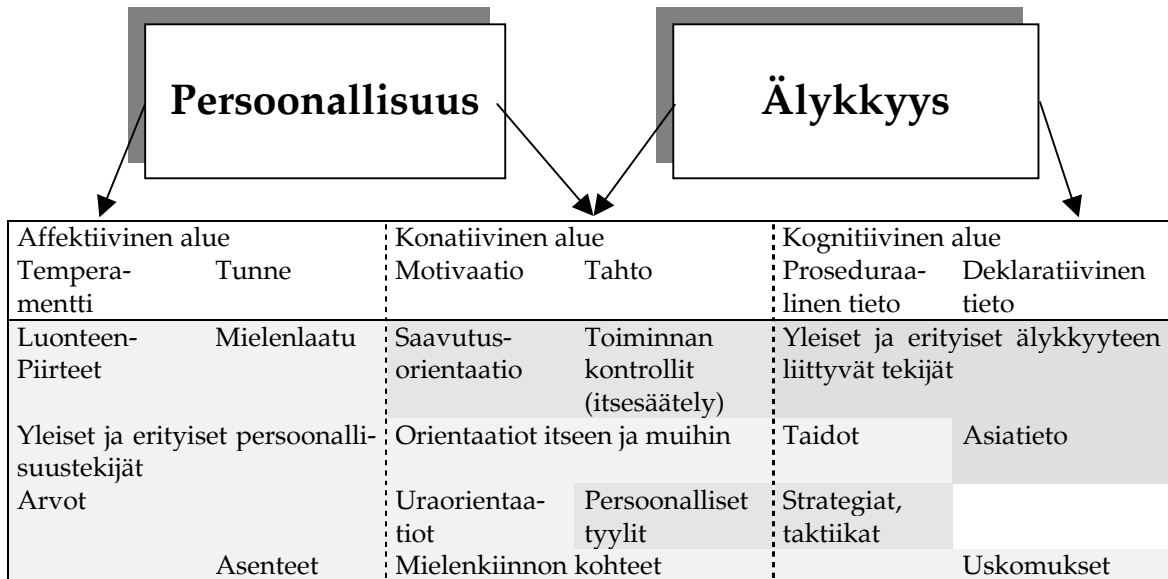 Persoonallisuus
Älykkyys
Affektiivinen alue
Konatiivinen alue
Kognitiivinen alue
Tempera-
mentti
Tunne
Motivaatio
Tahto
Proseduraa-
linen tieto
Deklaratiivinen
tieto
Luonteen-
Piirteet
Mielenlaatu
Saavutus-
orientaatio
Toiminnan
kontrollit
(itsesäätely)
Yleiset ja erityiset älykkyyteen
liittyvät tekijät
Yleiset ja erityiset persoonalli-
suustekijät
Orientaatiot itseen ja muihin
Taidot
Asiatieto
Arvot
Uraorientaa-
tiot
Persoonalliset
tyylit
Strategiat,
taktiikat
Asenteet
Mielenkiinnon kohteet
Uskomukset